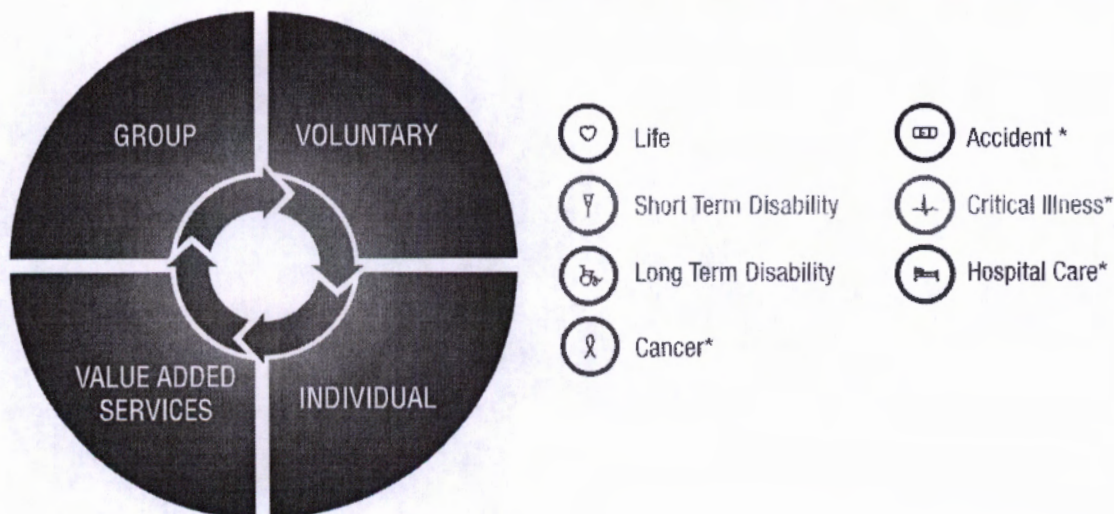 GROUP
VOLUNTARY
VALUE ADDED
SERVICES
INDIVIDUAL
Life
Short Term Disability
Long Term Disability
Cancer*
Accident *
Critical Illness*
Hospital Care*